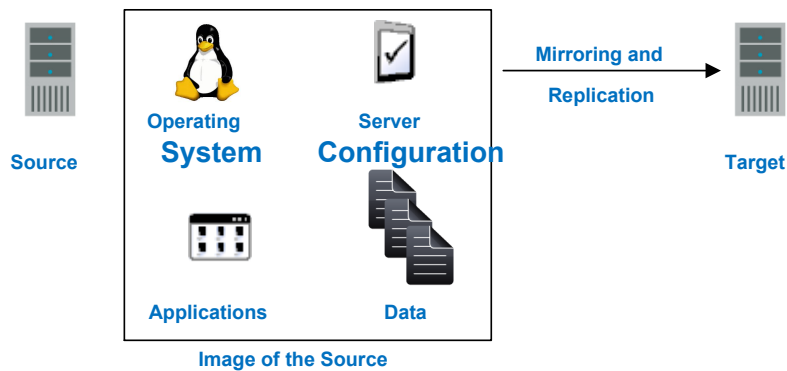 Mirroring and
Replication
Operating
System
Server
Configuration
Source
Target
Applications
Data
Image of the Source